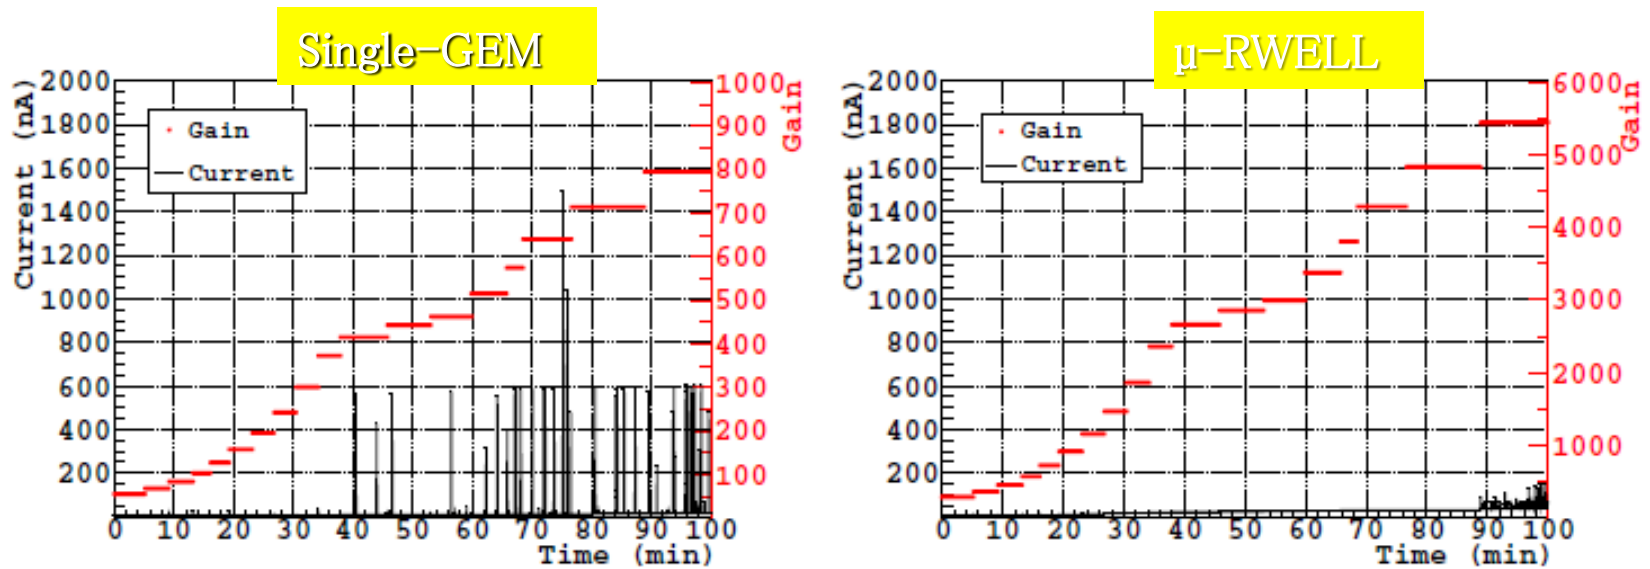 Single-GEM
Current (nA)
2000
1800
1600
1400
1200
1000
800
600
400
200
Gain
Current
1000
900
800
700
600
500
400
300
200
100
Gain
0 10 20 30 40 50 60 70 80 90 100
Time (min)
μ-RWELL
Current (nA)
2000
1800
1600
1400
1200
1000
800
600
400
200
Gain
Current
6000
5000
4000
3000
2000
1000
Gain
0 10 20 30 40 50 60 70 80 90 100
Time (min)